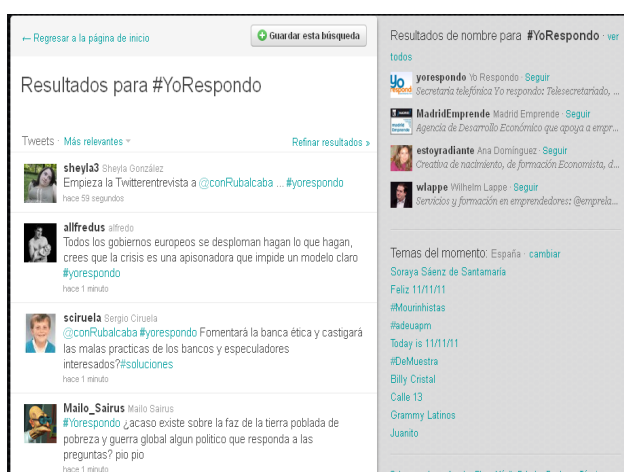 ← Regresar a la página de inicio
Guardar esta búsqueda
Resultados para #YoRespondo
Tweets · Más relevantes
Refinar resultados »
sheyla3 Sheyla González
Empieza la Twitterentrevista a @conRubalcaba ... #yorespondo
hace 59 segundos
allfredus alfredo
Todos los gobiernos europeos se desploman hagan lo que hagan,
crees que la crisis es una apisonadora que impide un modelo claro
#yorespondo
hace 1 minuto
sciruela Sergio Ciruela
@conRubalcaba #yorespondo Fomentará la banca ética y castigará
las malas practicas de los bancos y especuladores
interesados?#soluciones
hace 1 minuto
Mailo_Sairus Mailo Sairus
#Yorespondo ¿acaso existe sobre la faz de la tierra poblada de
pobreza y guerra global algun politico que responda a las
preguntas? pio pio
hace 1 minuto
Resultados de nombre para #YoRespondo · ver
todos
yorespondo Yo Respondo · Seguir
Secretaria telefónica Yo respondo: Telesecretariado, ...
MadridEmprende Madrid Emprende · Seguir
Agencia de Desarrollo Económico que apoya a empr...
estoyradiante Ana Domínguez · Seguir
Creativa de nacimiento, de formación Economista, d...
wlappe Wilhelm Lappe · Seguir
Servicios y formación en emprendedores: @emprela...
Temas del momento: España · cambiar
Soraya Sáenz de Santamaría
Feliz 11/11/11
#Mourinhistas
#adeuapm
Today is 11/11/11
#DeMuestra
Billy Cristal
Calle 13
Grammy Latinos
Juanito